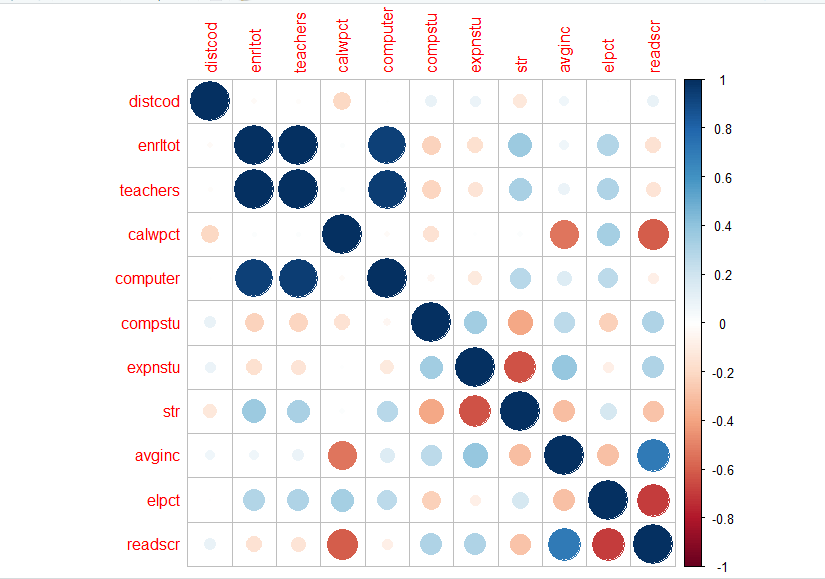 distcod
enrltot
teachers
calwpct
computer
compstu
expnstu
str
avginc
elpct
readscr
distcod
enrltot
teachers
calwpct
computer
compstu
expnstu
str
avginc
elpct
readscr
1
0.8
0.6
0.4
0.2
0
-0.2
-0.4
-0.6
-0.8
-1